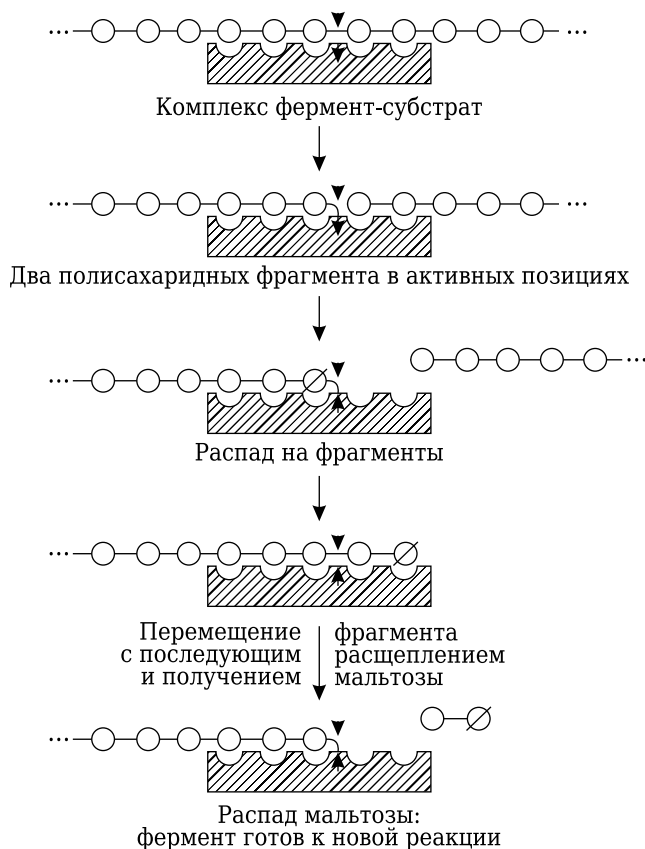 Комплекс фермент-субстрат
Два полисахаридных фрагмента в активных позициях
Распад на фрагменты
Перемещение фрагмента
с последующим расщеплением
и получением мальтозы
Распад мальтозы:
фермент готов к новой реакции